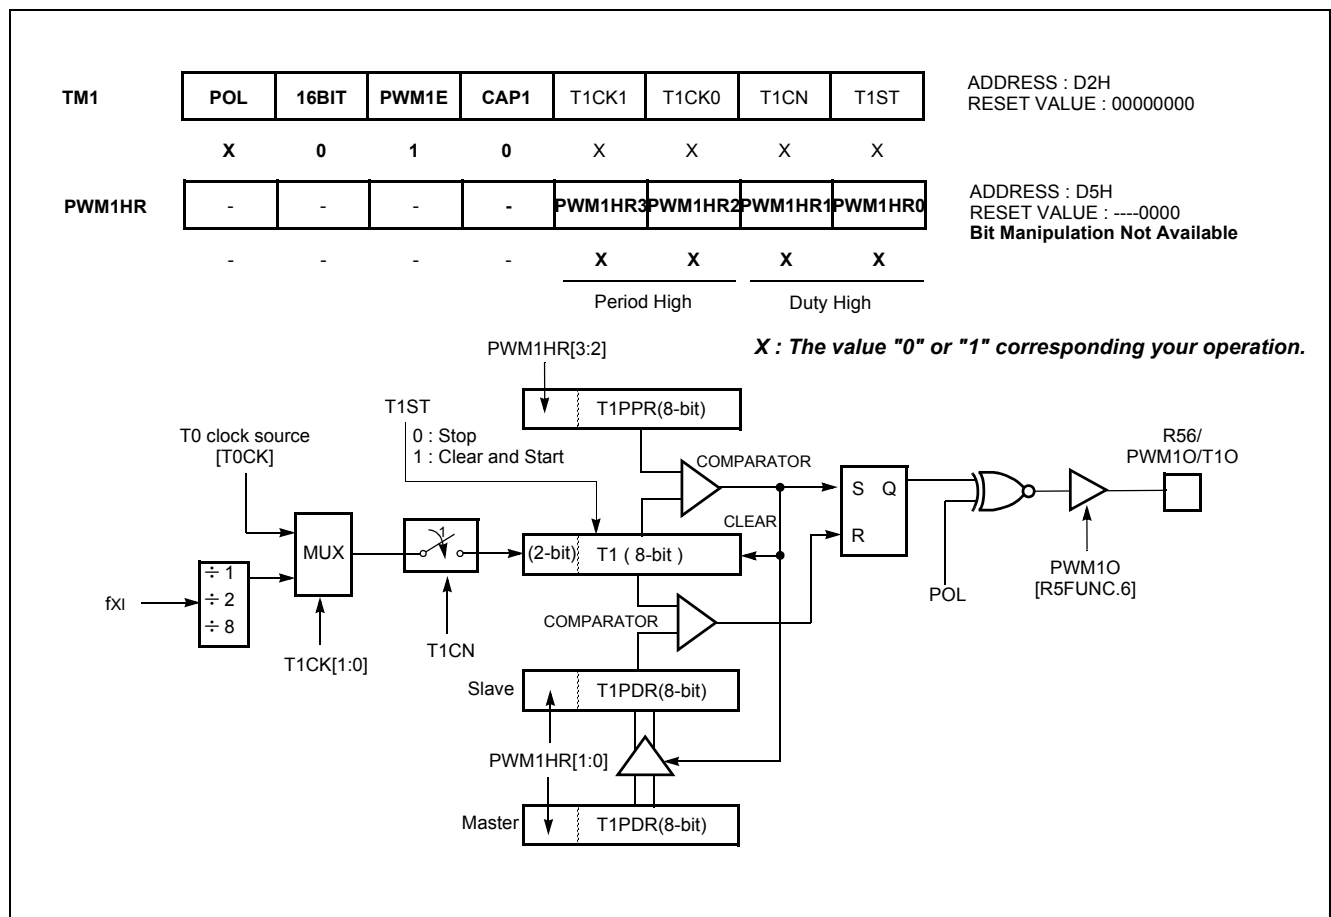 TM1 POL 16BIT PWM1E CAP1 T1CK1 T1CK0 T1CN T1ST
ADDRESS : D2H
RESET VALUE : 00000000
X 0 1 0 X X X X
PWM1HR - - - - PWM1HR3 PWM1HR2 PWM1HR1 PWM1HR0
ADDRESS : D5H
RESET VALUE : ----0000
Bit Manipulation Not Available
- - - - X X X X
Period High
Duty High
X : The value "0" or "1" corresponding your operation.
PWM1HR[3:2]
T1PPR(8-bit)
T1ST
0 : Stop
1 : Clear and Start
T0 clock source
[T0CK]
COMPARATOR
R56/
PWM1O/T1O
S Q
R
CLEAR
MUX
1
(2-bit) T1 ( 8-bit )
fXI
÷ 1
÷ 2
÷ 8
T1CK[1:0]
T1CN
COMPARATOR
POL
PWM1O
[R5FUNC.6]
Slave
T1PDR(8-bit)
PWM1HR[1:0]
Master
T1PDR(8-bit)